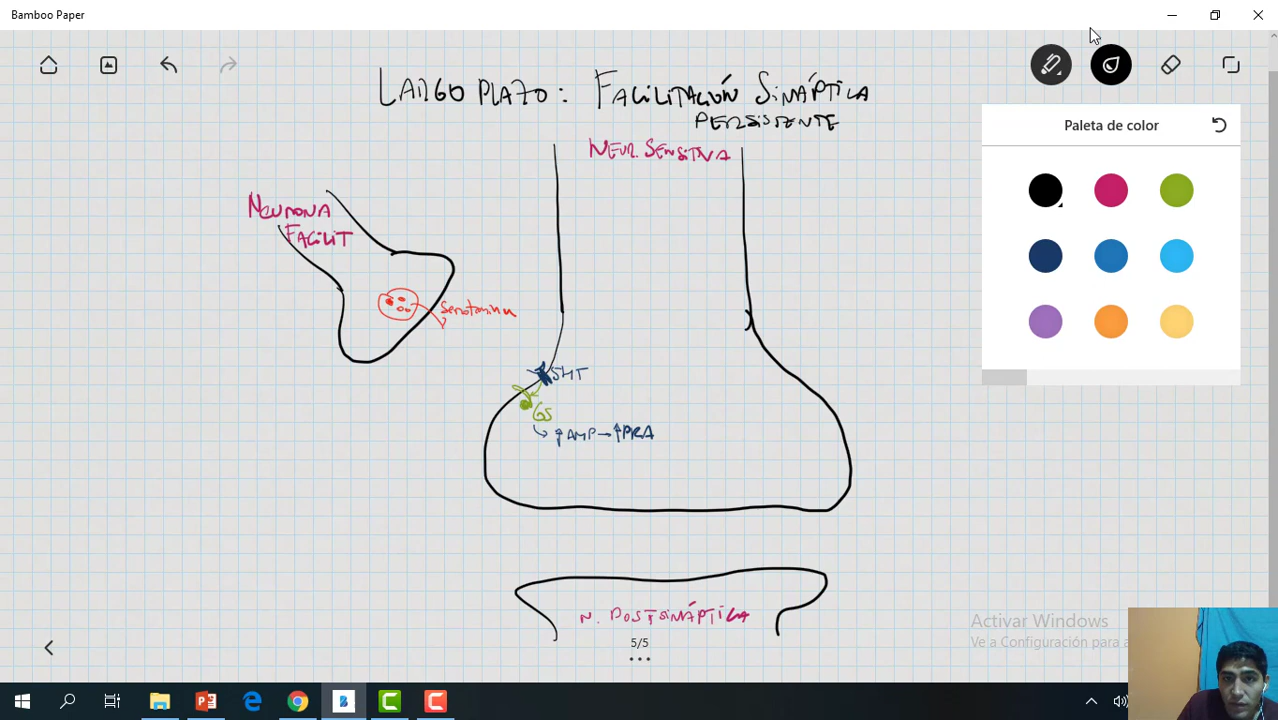 Bamboo Paper
LARGO PLAZO: FACILITACIÓN SINÁPTICA
PERSISTENTE
NEUR. SENSITIVA
NEURONA
FACILIT
Serotonina
5HT
GS
↑AMP→↑PKA
N. POSTSINÁPTICA
5/5
Paleta de color
Activar Windows
Ve a Configuración para a